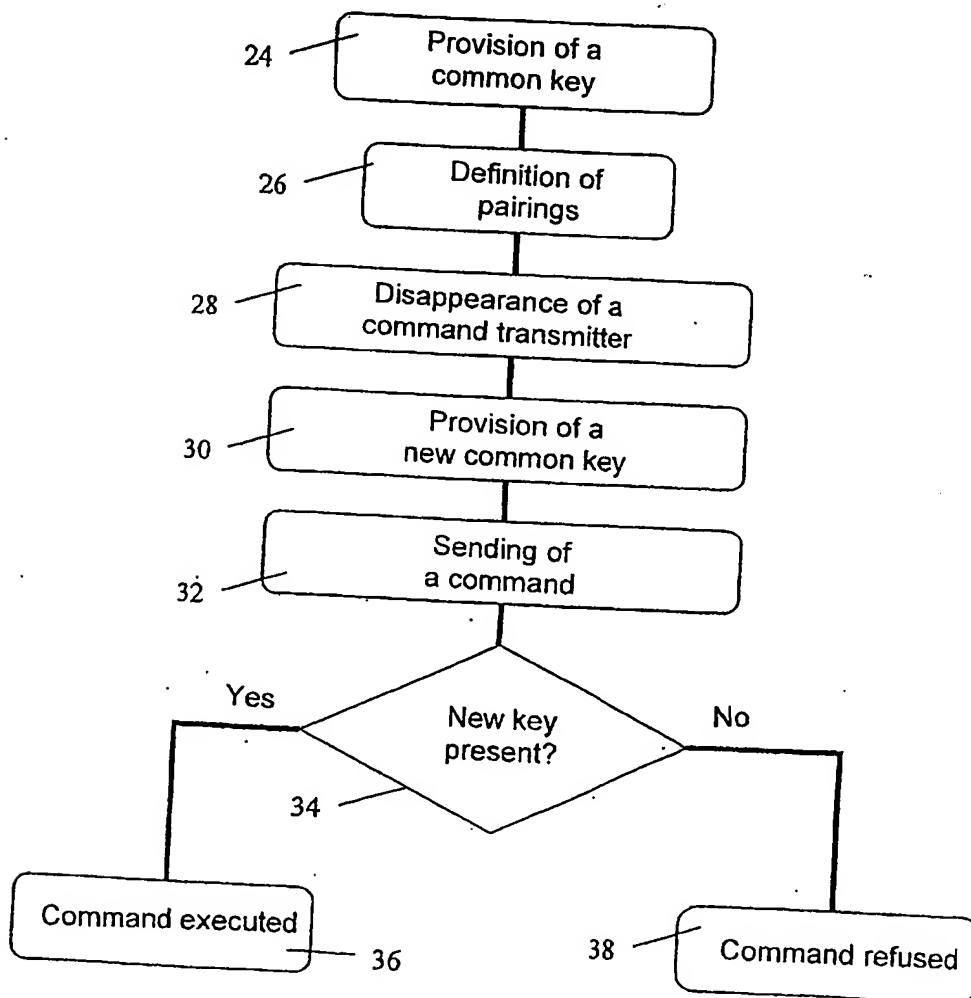 24
Provision of a
common key
26
Definition of
pairings
28
Disappearance of a
command transmitter
30
Provision of a
new common key
32
Sending of
a command
Yes
New key
present?
No
34
Command executed
36
38
Command refused